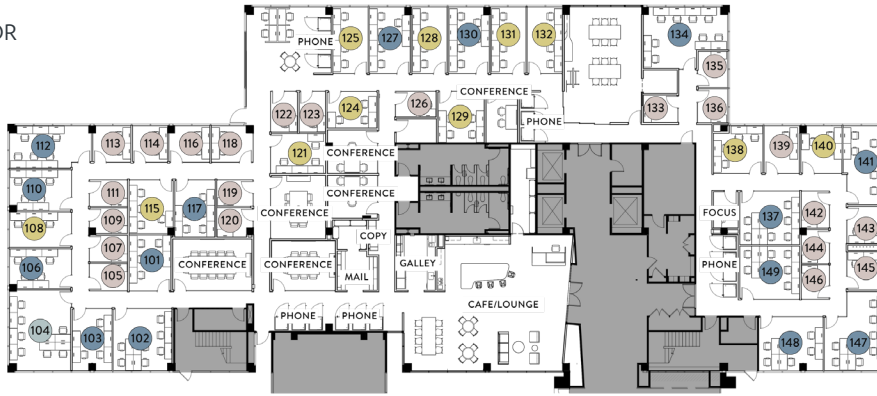 OR
PHONE
125
127
128
130
131
132
134
135
CONFERENCE
122
123
124
126
129
133
136
PHONE
112
113
114
116
118
121
CONFERENCE
138
139
140
141
110
111
119
CONFERENCE
108
109
115
117
120
CONFERENCE
FOCUS
137
142
COPY
143
107
101
144
106
105
CONFERENCE
CONFERENCE
MAIL
GALLEY
PHONE
149
145
146
CAFE/LOUNGE
104
103
102
PHONE
PHONE
148
147